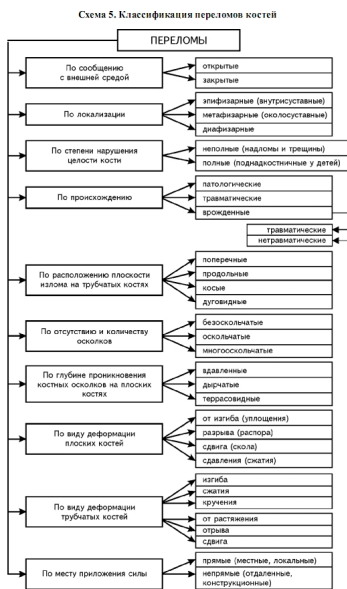 Схема 5. Классификация переломов костей
ПЕРЕЛОМЫ
По сообщению
с внешней средой
открытые
закрытые
По локализации
эпифизарные (внутрисуставные)
метафизарные (околосуставные)
диафизарные
По степени нарушения
целости кости
неполные (надломы и трещины)
полные (поднадкостничные у детей)
По происхождению
патологические
травматические
врожденные
травматические
нетравматические
По расположению плоскости
излома на трубчатых костях
поперечные
продольные
косые
дуговидные
По отсутствию и количеству
осколков
безоскольчатые
оскольчатые
многооскольчатые
По глубине проникновения
костных осколков на плоских
костях
вдавленные
дырчатые
террасовидные
По виду деформации
плоских костей
от изгиба (уплощения)
разрыва (распора)
сдвига (скола)
сдавления (сжатия)
По виду деформации
трубчатых костей
изгиба
сжатия
кручения
от растяжения
отрыва
сдвига
По месту приложения силы
прямые (местные, локальные)
непрямые (отдаленные,
конструкционные)